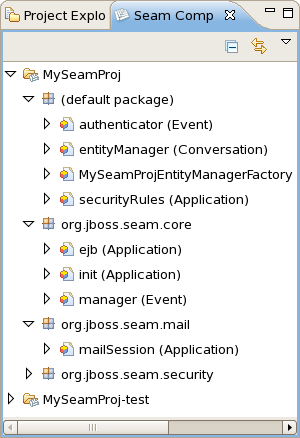 Project Explo
Seam Comp
MySeamProj
(default package)
authenticator (Event)
entityManager (Conversation)
MySeamProjEntityManagerFactory
securityRules (Application)
org.jboss.seam.core
ejb (Application)
init (Application)
manager (Event)
org.jboss.seam.mail
mailSession (Application)
org.jboss.seam.security
MySeamProj-test